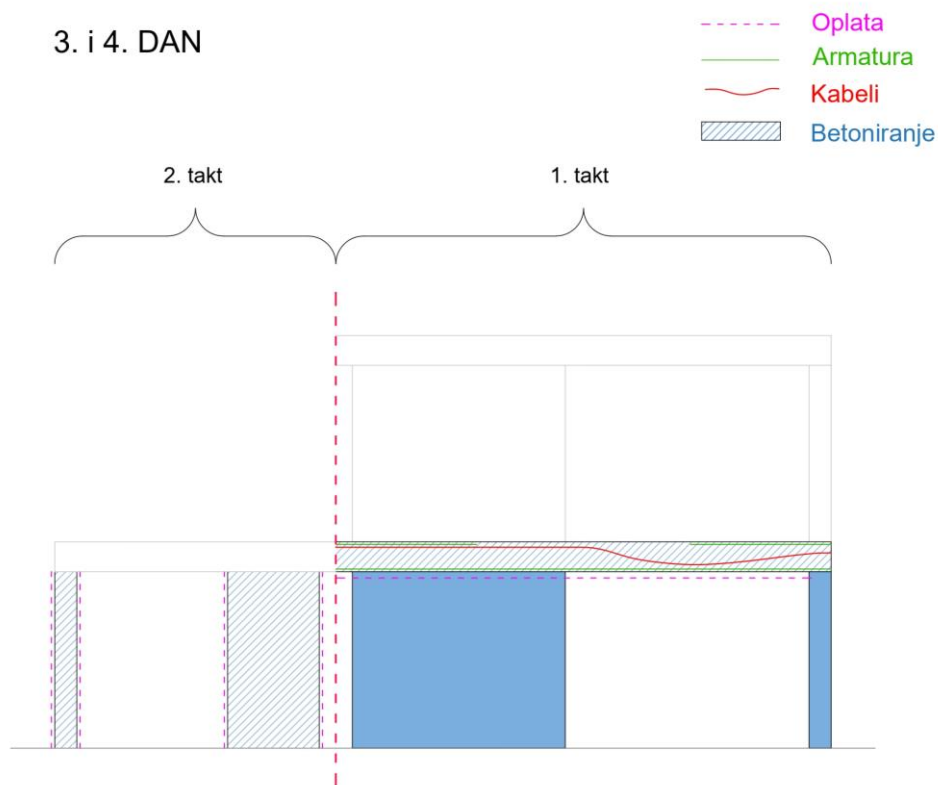 3. i 4. DAN
Oplata
Armatura
Kabeli
Betoniranje
2. takt
1. takt